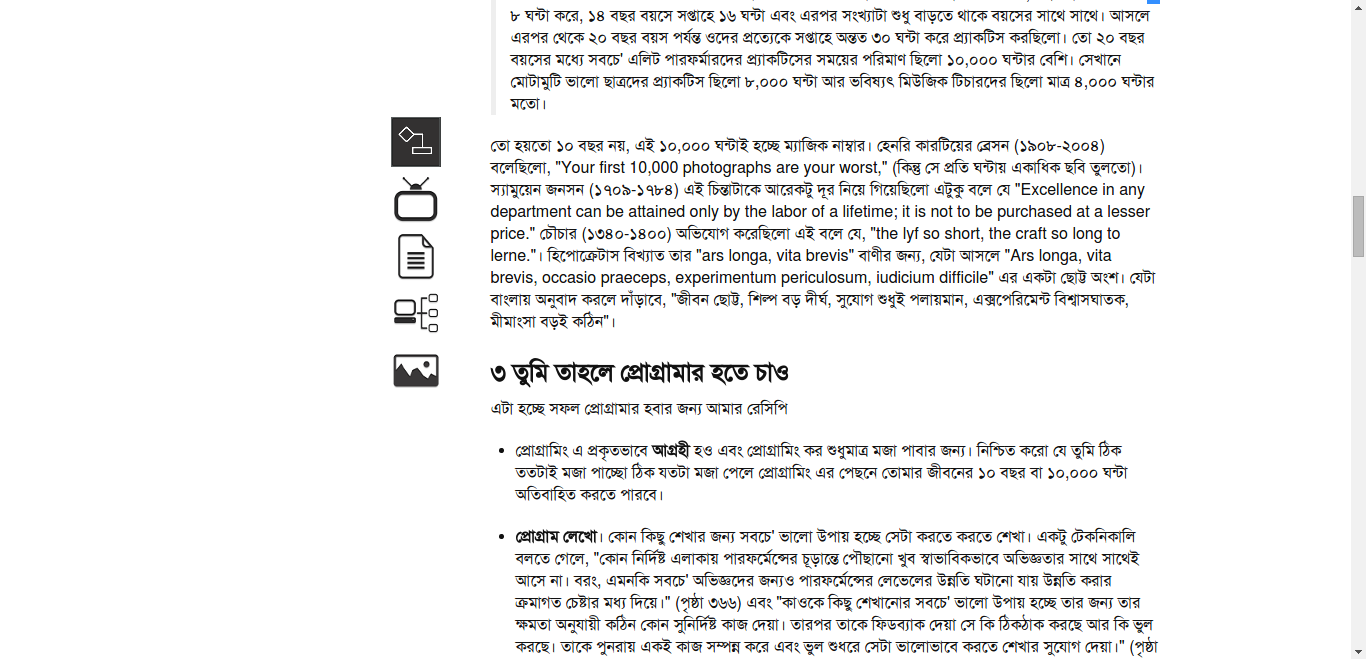 ৮ ঘন্টা করে, ১৪ বছর বয়সে সপ্তাহে ১৬ ঘন্টা এবং এরপর সংখ্যাটা শুধু বাড়তে থাকে বয়সের সাথে সাথে। আসলে
এরপর থেকে ২০ বছর বয়স পর্যন্ত ওদের প্রত্যেকে সপ্তাহে অন্তত ৩০ ঘন্টা করে প্র্যাকটিস করছিলো। তো ২০ বছর
বয়সের মধ্যে সবচে' এলিট পারফর্মারদের প্র্যাকটিসের সময়ের পরিমাণ ছিলো ১০,০০০ ঘন্টার বেশি। সেখানে
মোটামুটি ভালো ছাত্রদের প্র্যাকটিস ছিলো ৮,০০০ ঘন্টা আর ভবিষ্যৎ মিউজিক টিচারদের ছিলো মাত্র ৪,০০০ ঘন্টার
মতো।
তো হয়তো ১০ বছর নয়, এই ১০,০০০ ঘন্টাই হচ্ছে ম্যাজিক নাম্বার। হেনরি কারটিয়ের ব্রেসন (১৯০৮-২০০৪)
বলেছিলো, "Your first 10,000 photographs are your worst," (কিন্তু সে প্রতি ঘন্টায় একাধিক ছবি তুলতো)।
স্যামুয়েন জনসন (১৭০৯-১৭৮৪) এই চিন্তাটাকে আরেকটু দূর নিয়ে গিয়েছিলো এটুকু বলে যে "Excellence in any
department can be attained only by the labor of a lifetime; it is not to be purchased at a lesser
price." চৌচার (১৩৪০-১৪০০) অভিযোগ করেছিলো এই বলে যে, "the lyf so short, the craft so long to
lerne."। হিপোক্রেটাস বিখ্যাত তার "ars longa, vita brevis" বাণীর জন্য, যেটা আসলে "Ars longa, vita
brevis, occasio praeceps, experimentum periculosum, iudicium difficile" এর একটা ছোট্ট অংশ। যেটা
বাংলায় অনুবাদ করলে দাঁড়াবে, "জীবন ছোট্ট, শিল্প বড় দীর্ঘ, সুযোগ শুধুই পলায়মান, এক্সপেরিমেন্ট বিশ্বাসঘাতক,
মীমাংসা বড়ই কঠিন"।
৩ তুমি তাহলে প্রোগ্রামার হতে চাও
এটা হচ্ছে সফল প্রোগ্রামার হবার জন্য আমার রেসিপি
• প্রোগ্রামিং এ প্রকৃতভাবে আগ্রহী হও এবং প্রোগ্রামিং কর শুধুমাত্র মজা পাবার জন্য। নিশ্চিত করো যে তুমি ঠিক
ততটাই মজা পাচ্ছো ঠিক যতটা মজা পেলে প্রোগ্রামিং এর পেছনে তোমার জীবনের ১০ বছর বা ১০,০০০ ঘন্টা
অতিবাহিত করতে পারবে।
• প্রোগ্রাম লেখো। কোন কিছু শেখার জন্য সবচে' ভালো উপায় হচ্ছে সেটা করতে করতে শেখা। একটু টেকনিকালি
বলতে গেলে, "কোন নির্দিষ্ট এলাকায় পারফর্মেন্সের চূড়ান্তে পৌছানো খুব স্বাভাবিকভাবে অভিজ্ঞতার সাথে সাথেই
আসে না। বরং, এমনকি সবচে' অভিজ্ঞদের জন্যও পারফর্মেন্সের লেভেলের উন্নতি ঘটানো যায় উন্নতি করার
ক্রমাগত চেষ্টার মধ্য দিয়ে।" (পৃষ্ঠা ৩৬৬) এবং "কাওকে কিছু শেখানোর সবচে' ভালো উপায় হচ্ছে তার জন্য তার
ক্ষমতা অনুযায়ী কঠিন কোন সুনির্দিষ্ট কাজ দেয়া। তারপর তাকে ফিডব্যাক দেয়া সে কি ঠিকঠাক করছে আর কি ভুল
করছে। তাকে পুনরায় একই কাজ সম্পন্ন করে এবং ভুল শুধরে সেটা ভালোভাবে করতে শেখার সুযোগ দেয়া।" (পৃষ্ঠা